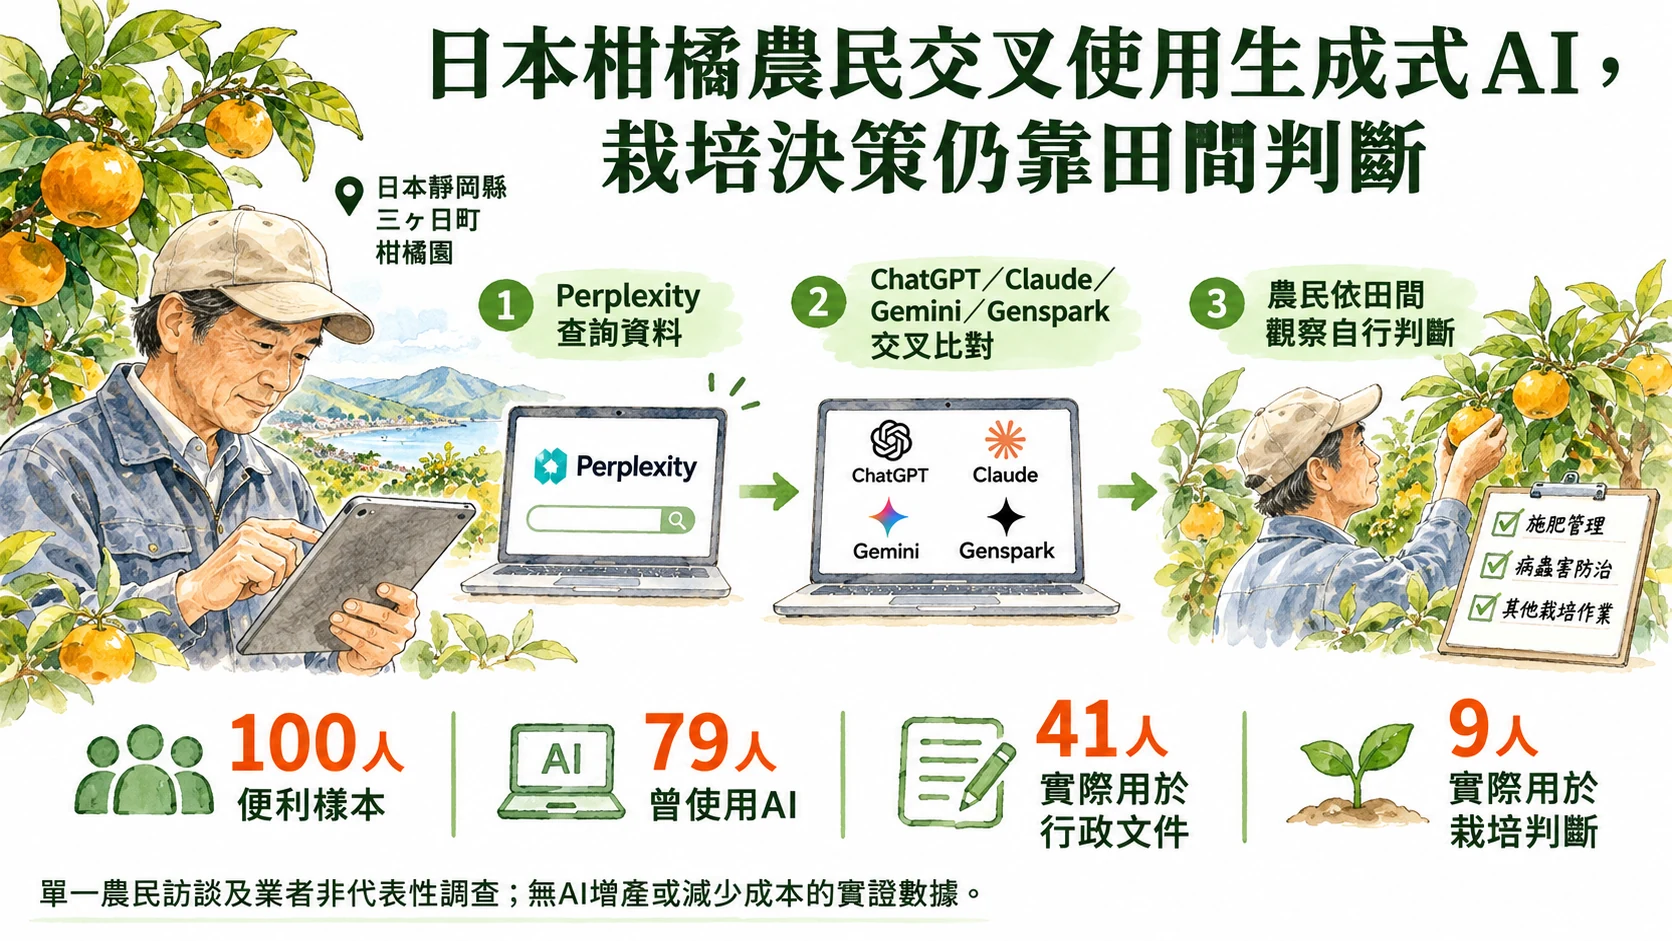 日本柑橘農民交叉使用生成式AI，
栽培決策仍靠田間判斷
日本靜岡縣
三ヶ日町
柑橘園
1
Perplexity
查詢資料
2
ChatGPT／Claude／
Gemini／Genspark
交叉比對
3
農民依田間
觀察自行判斷
Perplexity
ChatGPT
Claude
Gemini
Genspark
施肥管理
病蟲害防治
其他栽培作業
100人
便利樣本
AI
79人
曾使用AI
41人
實際用於
行政文件
9人
實際用於
栽培判斷
單一農民訪談及業者非代表性調查；無AI增產或減少成本的實證數據。